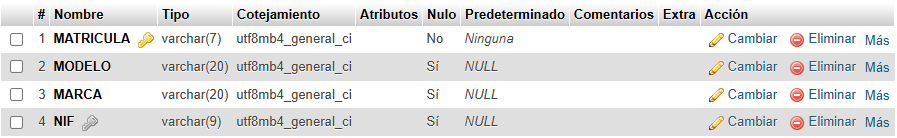 # Nombre Tipo Cotejamiento Atributos Nulo Predeterminado Comentarios Extra Acción
1 MATRICULA varchar(7) utf8mb4_general_ci No Ninguna Cambiar Eliminar Más
2 MODELO varchar(20) utf8mb4_general_ci Sí NULL Cambiar Eliminar Más
3 MARCA varchar(20) utf8mb4_general_ci Sí NULL Cambiar Eliminar Más
4 NIF varchar(9) utf8mb4_general_ci Sí NULL Cambiar Eliminar Más